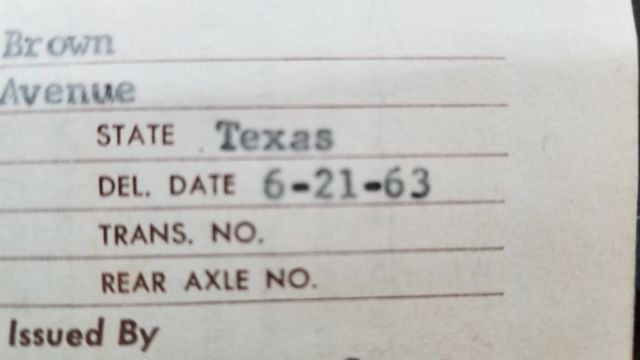 Brown
Avenue
STATE Texas
DEL. DATE 6-21-63
TRANS. NO.
REAR AXLE NO.
Issued By